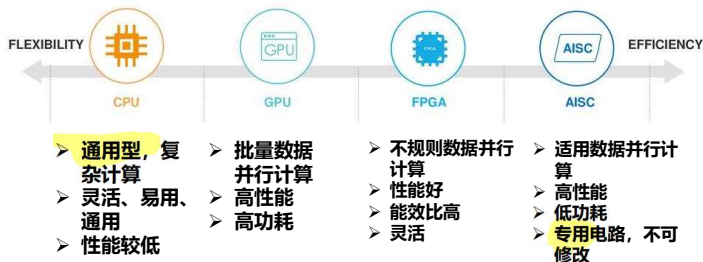 GPU
FPGA
AISC
FLEXIBILITY
EFFICIENCY
CPU
GPU
FPGA
AISC
➢ 通用型，复
杂计算
➢ 灵活、易用、
通用
➢ 性能较低
➢ 批量数据
并行计算
➢ 高性能
➢ 高功耗
➢ 不规则数据并行
计算
➢ 性能好
➢ 能效比高
➢ 灵活
➢ 适用数据并行计
算
➢ 高性能
➢ 低功耗
➢ 专用电路，不可
修改